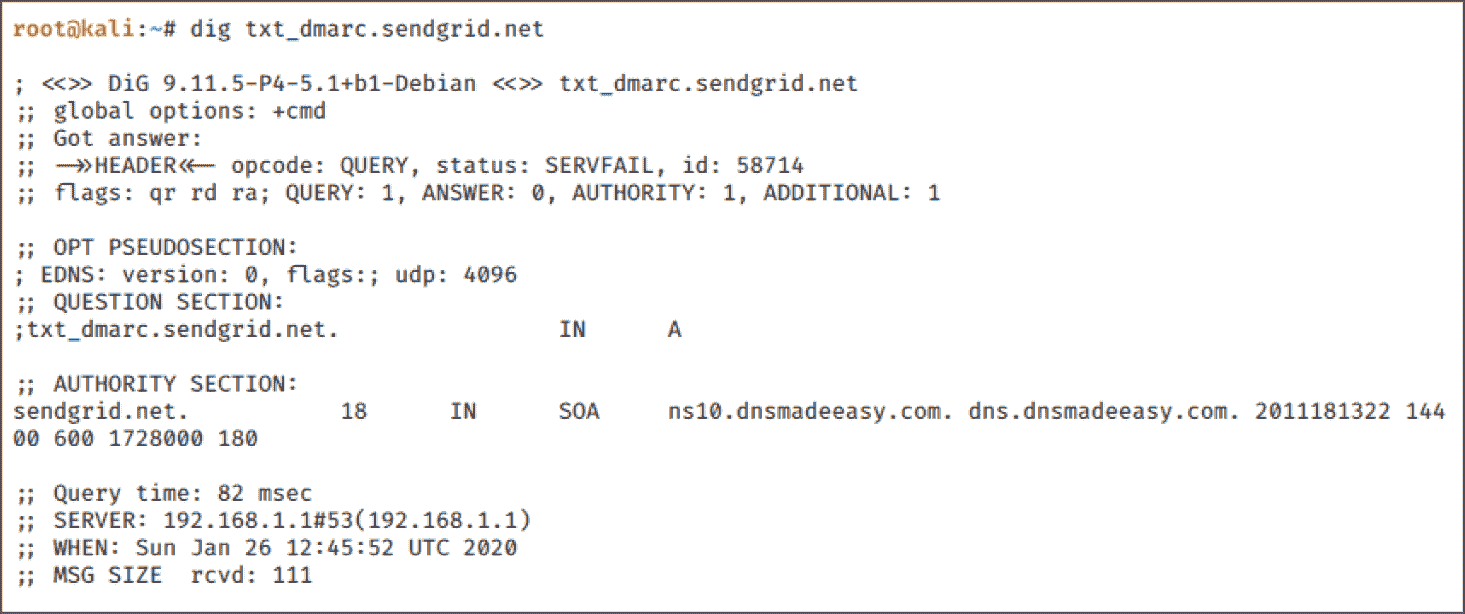 root@kali:~# dig txt_dmarc.sendgrid.net
; <<>> DiG 9.11.5-P4-5.1+b1-Debian <<>> txt_dmarc.sendgrid.net
;; global options: +cmd
;; Got answer:
;; ->>HEADER<<- opcode: QUERY, status: SERVFAIL, id: 58714
;; flags: qr rd ra; QUERY: 1, ANSWER: 0, AUTHORITY: 1, ADDITIONAL: 1
;; OPT PSEUDOSECTION:
; EDNS: version: 0, flags:; udp: 4096
;; QUESTION SECTION:
;txt_dmarc.sendgrid.net. IN A
;; AUTHORITY SECTION:
sendgrid.net. 18 IN SOA ns10.dnsmadeeasy.com. dns.dnsmadeeasy.com. 2011181322 144
00 600 1728000 180
;; Query time: 82 msec
;; SERVER: 192.168.1.1#53(192.168.1.1)
;; WHEN: Sun Jan 26 12:45:52 UTC 2020
;; MSG SIZE rcvd: 111